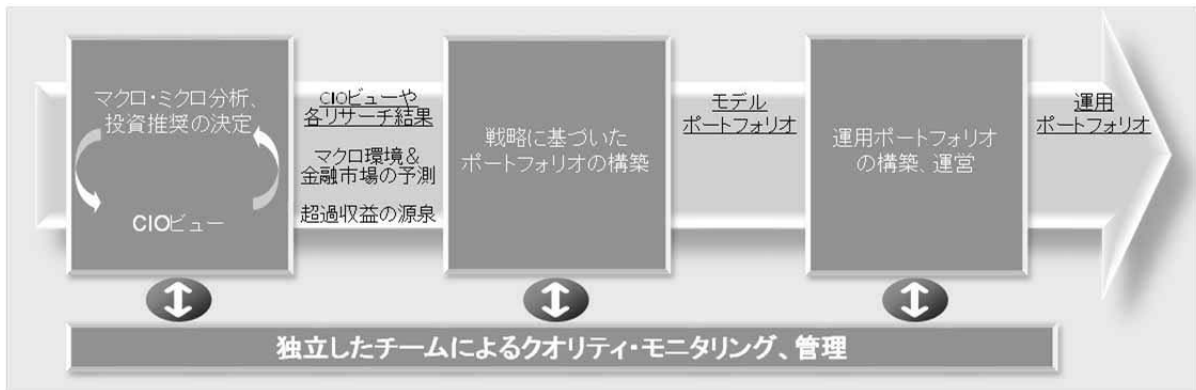 マクロ・ミクロ分析、
投資推奨の決定
CIOビュー
CIOビューや
各リサーチ結果
マクロ環境&
金融市場の予測
超過収益の源泉
戦略に基づいた
ポートフォリオの構築
モデル
ポートフォリオ
運用ポートフォリオ
の構築、運営
運用
ポートフォリオ
独立したチームによるクオリティ・モニタリング、管理